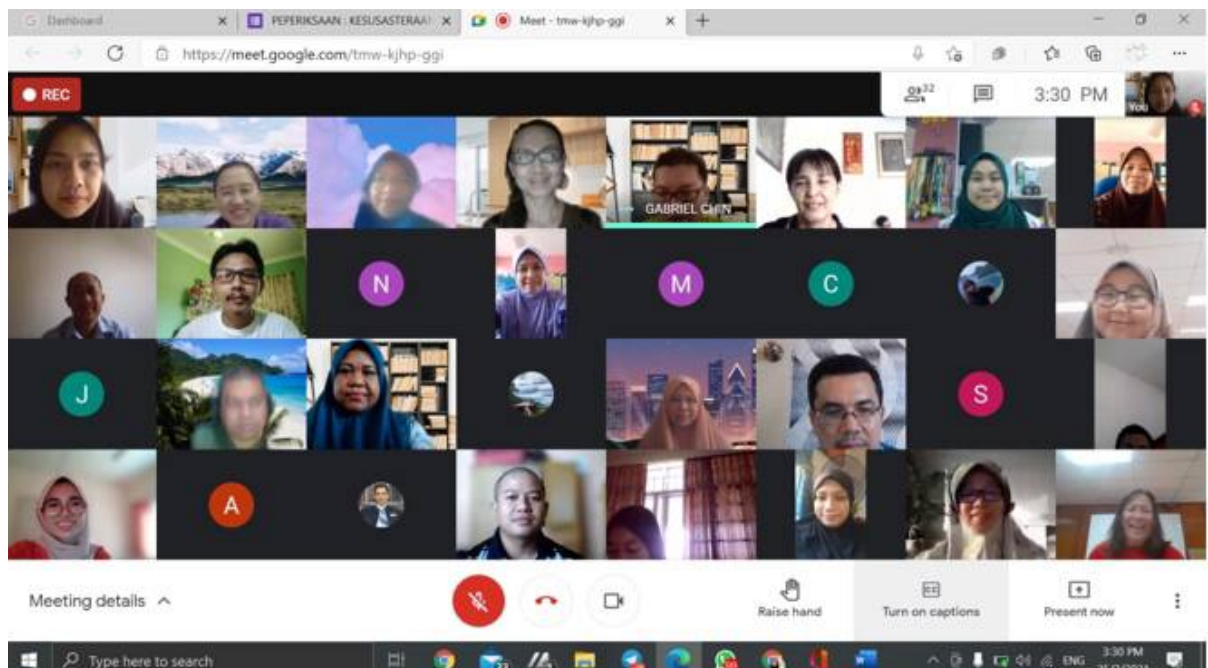 Dashboard
PEPERIKSAAN : KESUSASTERAA
Meet - tmw-kjhp-ggi
https://meet.google.com/tmw-kjhp-ggi
REC
32
3:30 PM
You
GABRIEL CHIN
N
M
C
J
S
A
Meeting details
Raise hand
Turn on captions
Present now
Type here to search
ENG
3:30 PM